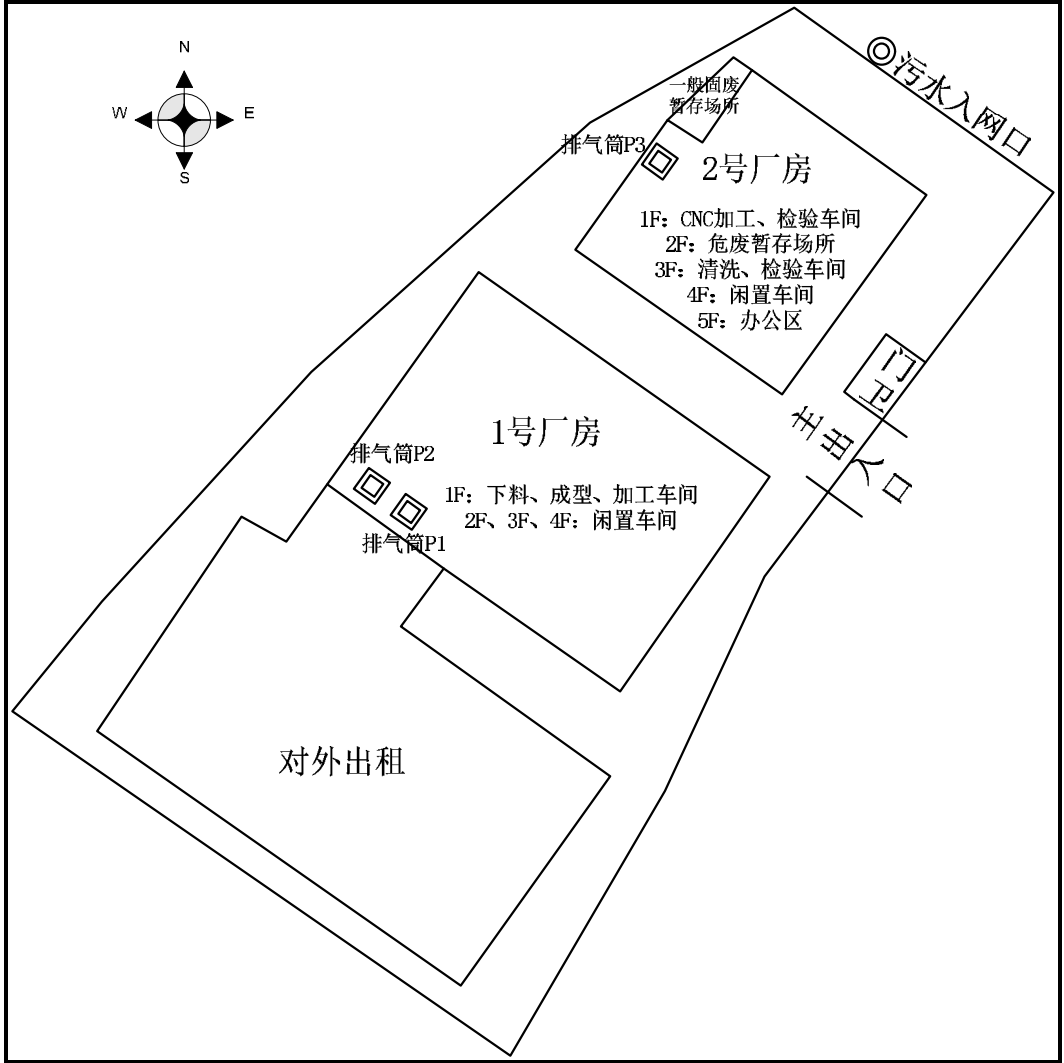 N
W
E
S
污水入网口
一般固废
暂存场所
排气筒P3
2号厂房
1F：CNC加工、检验车间
2F：危废暂存场所
3F：清洗、检验车间
4F：闲置车间
5F：办公区
门卫
主出入口
1号厂房
排气筒P2
1F：下料、成型、加工车间
2F、3F、4F：闲置车间
排气筒P1
对外出租